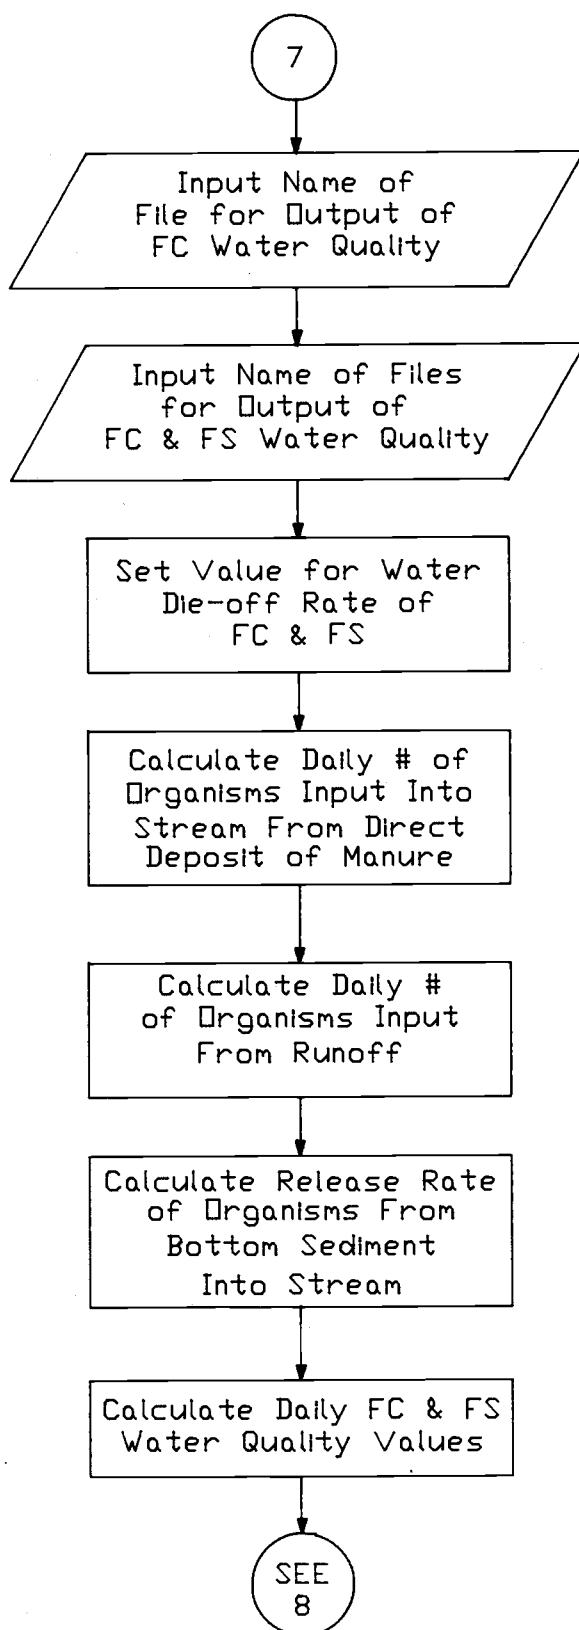 7
Input Name of
File for Output of
FC Water Quality
Input Name of Files
for Output of
FC & FS Water Quality
Set Value for Water
Die-off Rate of
FC & FS
Calculate Daily # of
Organisms Input Into
Stream From Direct
Deposit of Manure
Calculate Daily #
of Organisms Input
From Runoff
Calculate Release Rate
of Organisms From
Bottom Sediment
Into Stream
Calculate Daily FC & FS
Water Quality Values
SEE
8